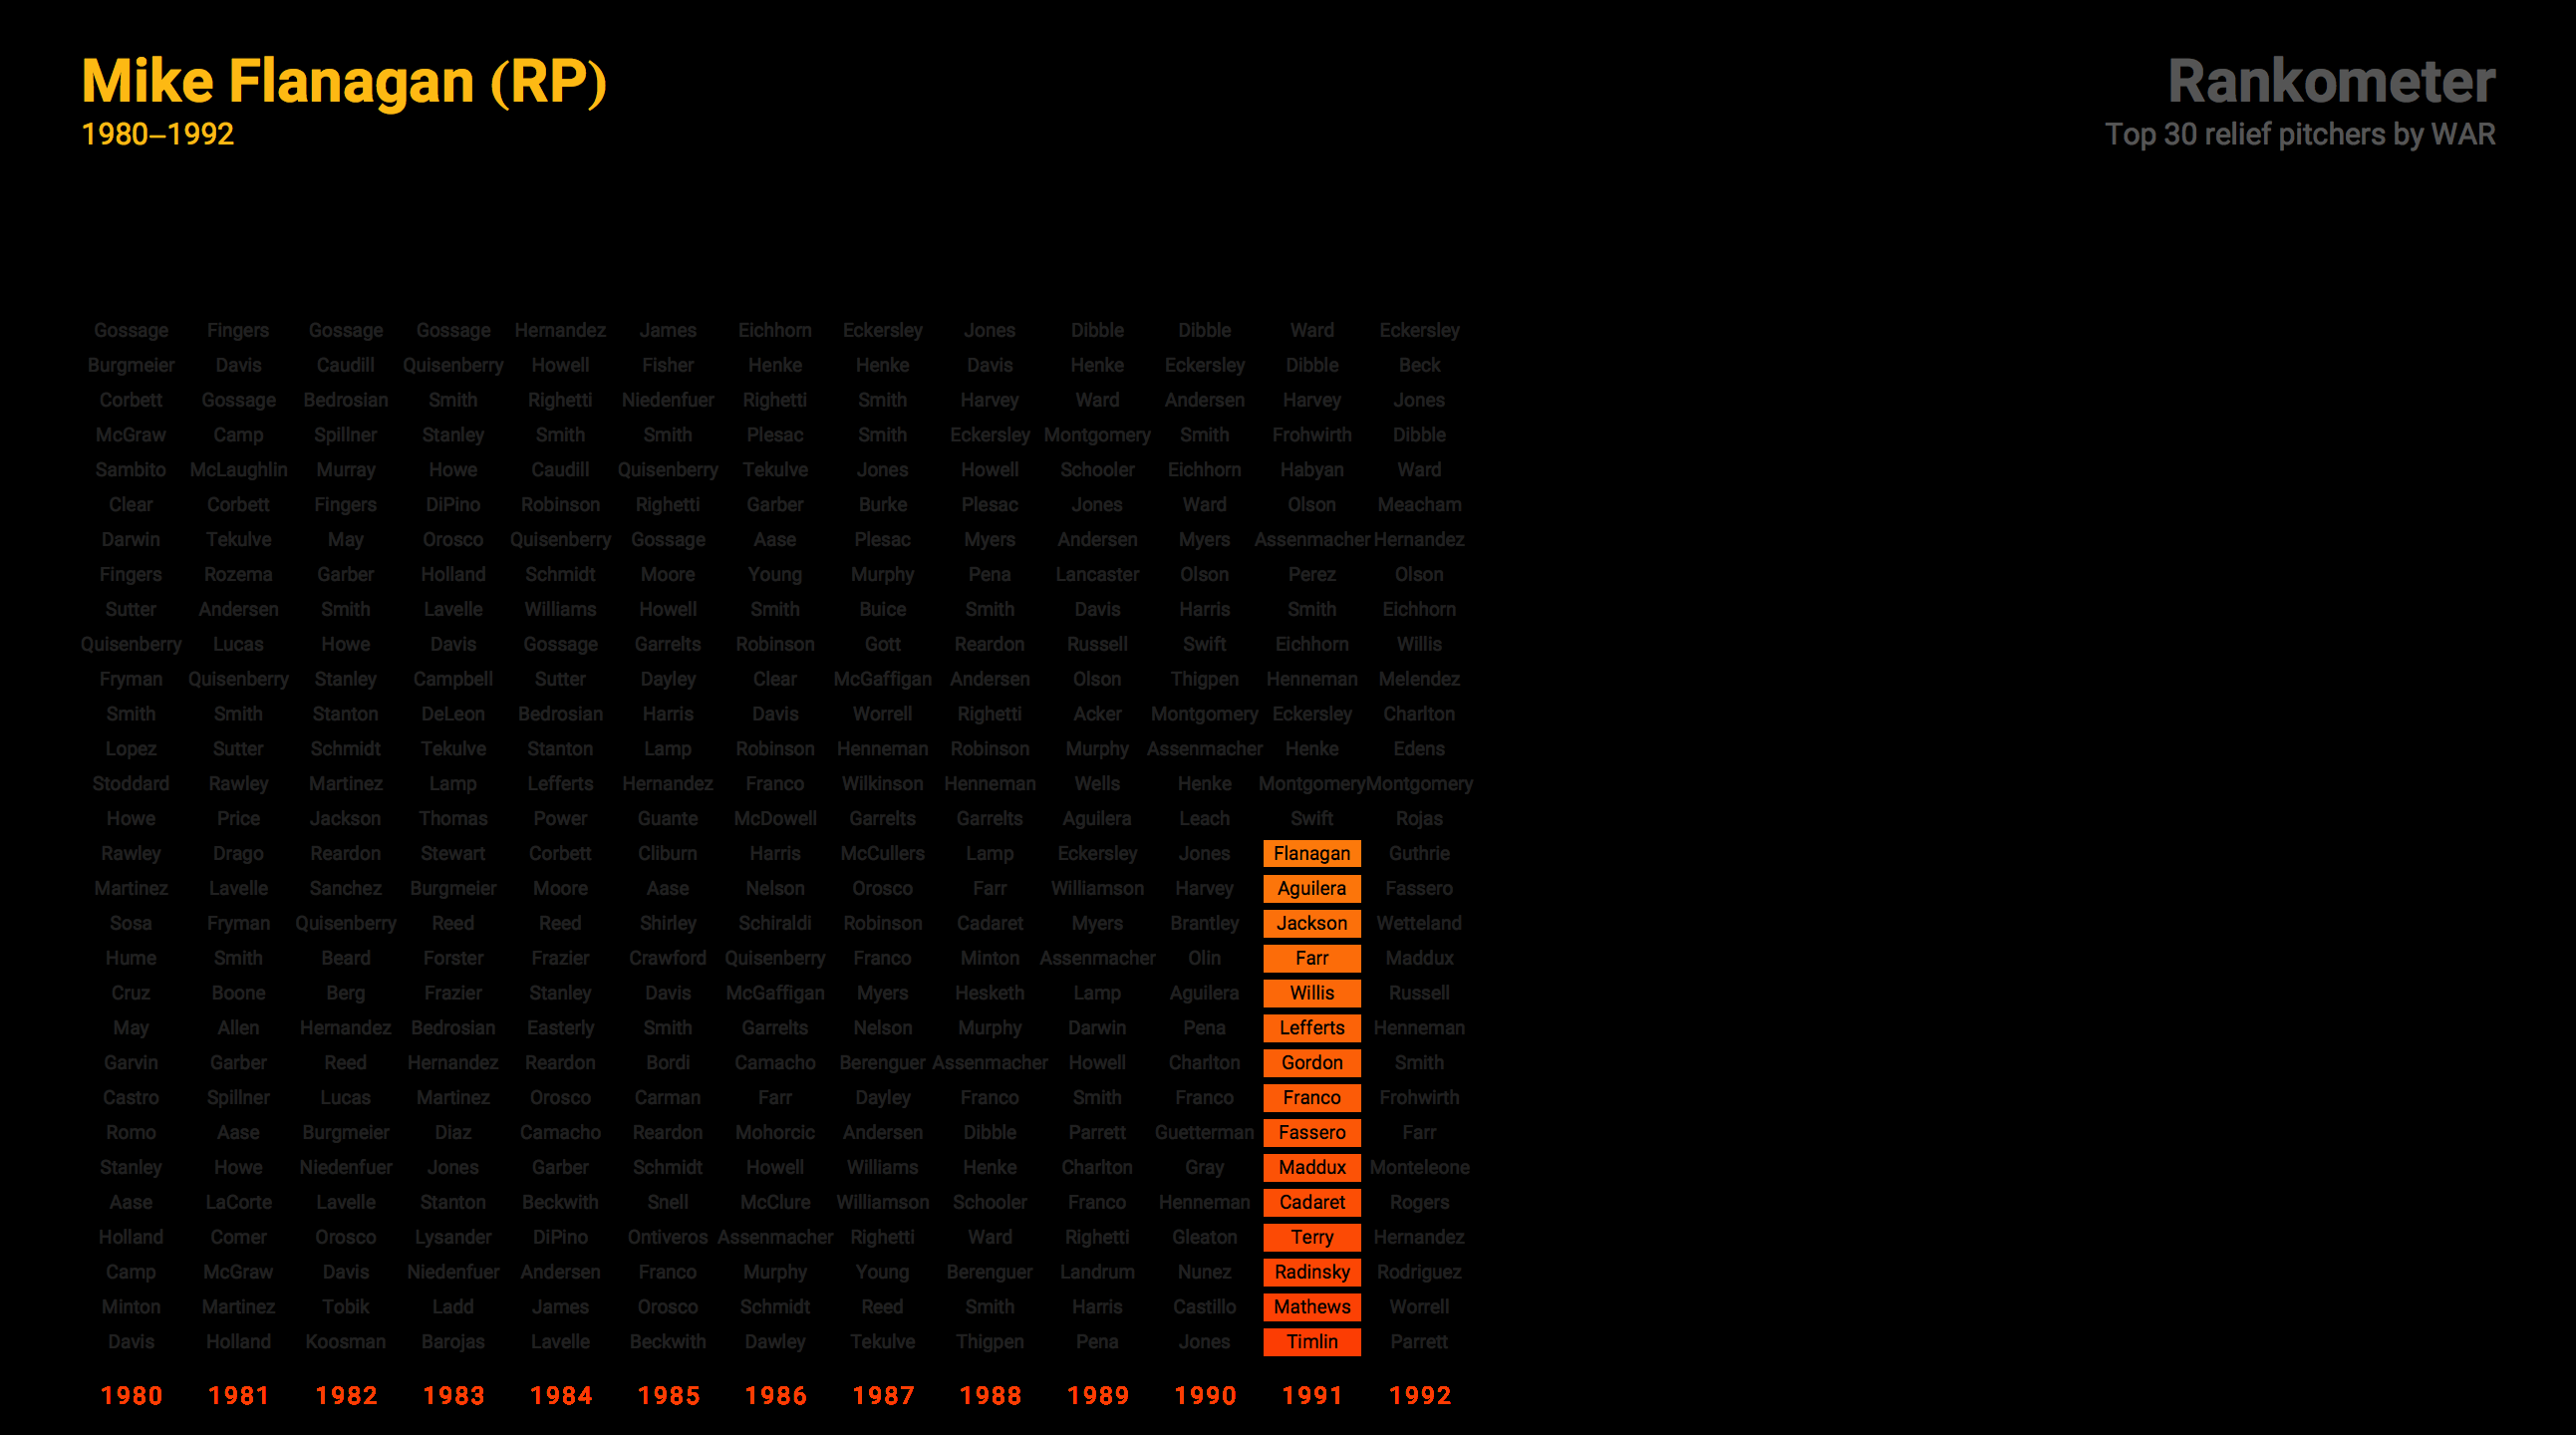 Mike Flanagan (RP)
1980–1992
Rankometer
Top 30 relief pitchers by WAR
Gossage Fingers Gossage Gossage Hernandez James Eichhorn Eckersley Jones Dibble Dibble Ward Eckersley
Burgmeier Davis Caudill Quisenberry Howell Fisher Henke Henke Davis Henke Eckersley Dibble Beck
Corbett Gossage Bedrosian Smith Righetti Niedenfuer Righetti Smith Harvey Ward Andersen Harvey Jones
McGraw Camp Spillner Stanley Smith Smith Plesac Smith Eckersley Montgomery Smith Frohwirth Dibble
Sambito McLaughlin Murray Howe Caudill Quisenberry Tekulve Jones Howell Schooler Eichhorn Habyan Ward
Clear Corbett Fingers DiPino Robinson Righetti Garber Burke Plesac Jones Ward Olson Meacham
Darwin Tekulve May Orosco Quisenberry Gossage Aase Plesac Myers Andersen Myers Assenmacher Hernandez
Fingers Rozema Garber Holland Schmidt Moore Young Murphy Pena Lancaster Olson Perez Olson
Sutter Andersen Smith Lavelle Williams Howell Smith Buice Smith Davis Harris Smith Eichhorn
Quisenberry Lucas Howe Davis Gossage Garrelts Robinson Gott Reardon Russell Swift Eichhorn Willis
Fryman Quisenberry Stanley Campbell Sutter Dayley Clear McGaffigan Andersen Olson Thigpen Henneman Melendez
Smith Smith Stanton DeLeon Bedrosian Harris Davis Worrell Righetti Acker Montgomery Eckersley Charlton
Lopez Sutter Schmidt Tekulve Stanton Lamp Robinson Henneman Robinson Murphy Assenmacher Henke Edens
Stoddard Rawley Martinez Lamp Lefferts Hernandez Franco Wilkinson Henneman Wells Henke Montgomery Montgomery
Howe Price Jackson Thomas Power Guante McDowell Garrelts Garrelts Aguilera Leach Swift Rojas
Rawley Drago Reardon Stewart Corbett Cliburn Harris McCullers Lamp Eckersley Jones Flanagan Guthrie
Martinez Lavelle Sanchez Burgmeier Moore Aase Nelson Orosco Farr Williamson Harvey Aguilera Fassero
Sosa Fryman Quisenberry Reed Reed Shirley Schiraldi Robinson Cadaret Myers Brantley Jackson Wetteland
Hume Smith Beard Forster Frazier Crawford Quisenberry Franco Minton Assenmacher Olin Farr Maddux
Cruz Boone Berg Frazier Stanley Davis McGaffigan Myers Hesketh Lamp Aguilera Willis Russell
May Allen Hernandez Bedrosian Easterly Smith Garrelts Nelson Murphy Darwin Pena Lefferts Henneman
Garvin Garber Reed Hernandez Reardon Bordi Camacho Berenguer Assenmacher Howell Charlton Gordon Smith
Castro Spillner Lucas Martinez Orosco Carman Farr Dayley Franco Smith Franco Franco Frohwirth
Romo Aase Burgmeier Diaz Camacho Reardon Mohorcic Andersen Dibble Parrett Guetterman Fassero Farr
Stanley Howe Niedenfuer Jones Garber Schmidt Howell Williams Henke Charlton Gray Maddux Monteleone
Aase LaCorte Lavelle Stanton Beckwith Snell McClure Williamson Schooler Franco Henneman Cadaret Rogers
Holland Comer Orosco Lysander DiPino Ontiveros Assenmacher Righetti Ward Righetti Gleaton Terry Hernandez
Camp McGraw Davis Niedenfuer Andersen Franco Murphy Young Berenguer Landrum Nunez Radinsky Rodriguez
Minton Martinez Tobik Ladd James Orosco Schmidt Reed Smith Harris Castillo Mathews Worrell
Davis Holland Koosman Barojas Lavelle Beckwith Dawley Tekulve Thigpen Pena Jones Timlin Parrett
1980 1981 1982 1983 1984 1985 1986 1987 1988 1989 1990 1991 1992